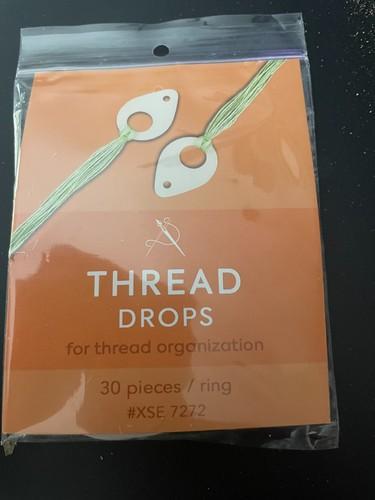 THREAD
DROPS
for thread organization
30 pieces / ring
#XSE 7272